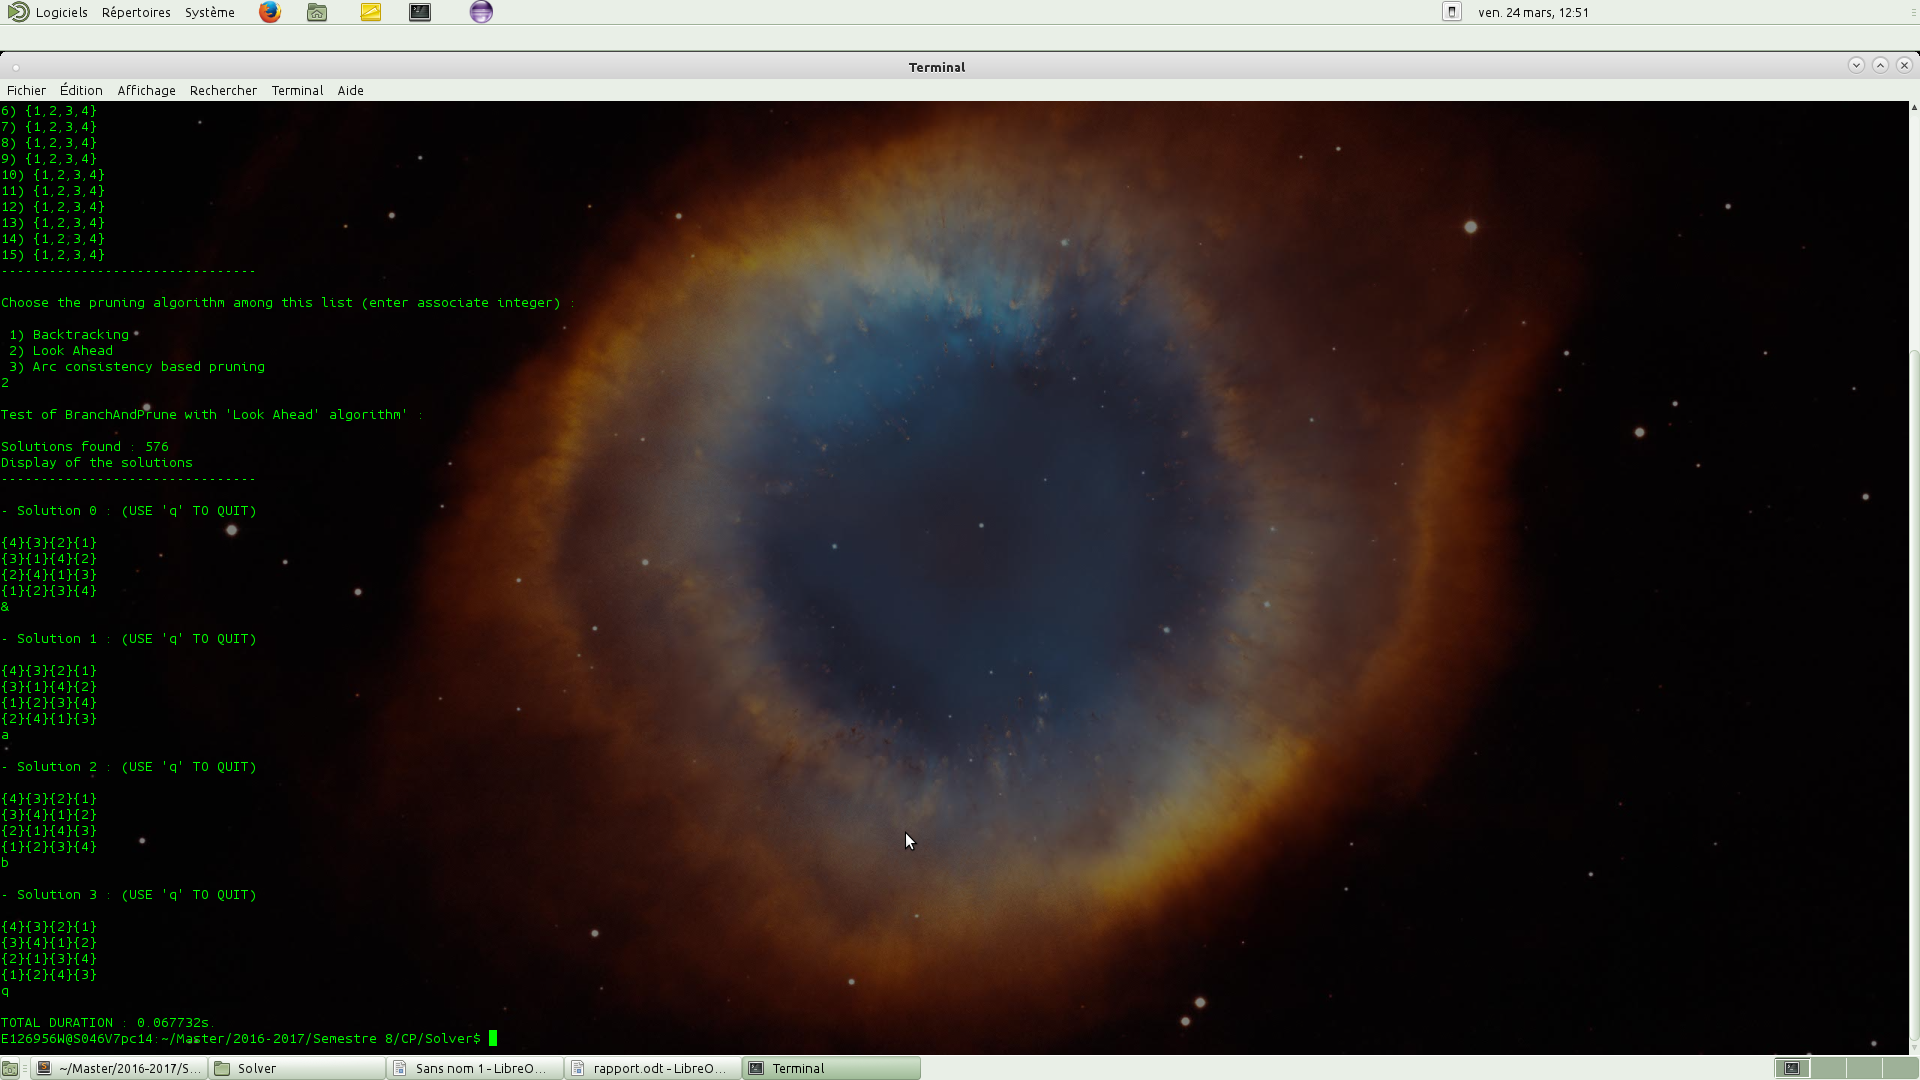 Logiciels Répertoires Système ven. 24 mars, 12:51
Terminal
Fichier Édition Affichage Rechercher Terminal Aide
6) {1,2,3,4}
7) {1,2,3,4}
8) {1,2,3,4}
9) {1,2,3,4}
10) {1,2,3,4}
11) {1,2,3,4}
12) {1,2,3,4}
13) {1,2,3,4}
14) {1,2,3,4}
15) {1,2,3,4}
--------------------------------
Choose the pruning algorithm among this list (enter associate integer) :
1) Backtracking
2) Look Ahead
3) Arc consistency based pruning
2
Test of BranchAndPrune with 'Look Ahead' algorithm' :
Solutions found : 576
Display of the solutions
--------------------------------
- Solution 0 : (USE 'q' TO QUIT)
{4}{3}{2}{1}
{3}{1}{4}{2}
{2}{4}{1}{3}
{1}{2}{3}{4}
&
- Solution 1 : (USE 'q' TO QUIT)
{4}{3}{2}{1}
{3}{1}{4}{2}
{1}{2}{3}{4}
{2}{4}{1}{3}
a
- Solution 2 : (USE 'q' TO QUIT)
{4}{3}{2}{1}
{3}{4}{1}{2}
{2}{1}{4}{3}
{1}{2}{3}{4}
b
- Solution 3 : (USE 'q' TO QUIT)
{4}{3}{2}{1}
{3}{4}{1}{2}
{2}{1}{3}{4}
{1}{2}{4}{3}
q
TOTAL DURATION : 0.067732s.
E126956W@S046V7pc14:~/Master/2016-2017/Semestre 8/CP/Solver$
~/Master/2016-2017/S... Solver Sans nom 1 - LibreO... rapport.odt - LibreO... Terminal